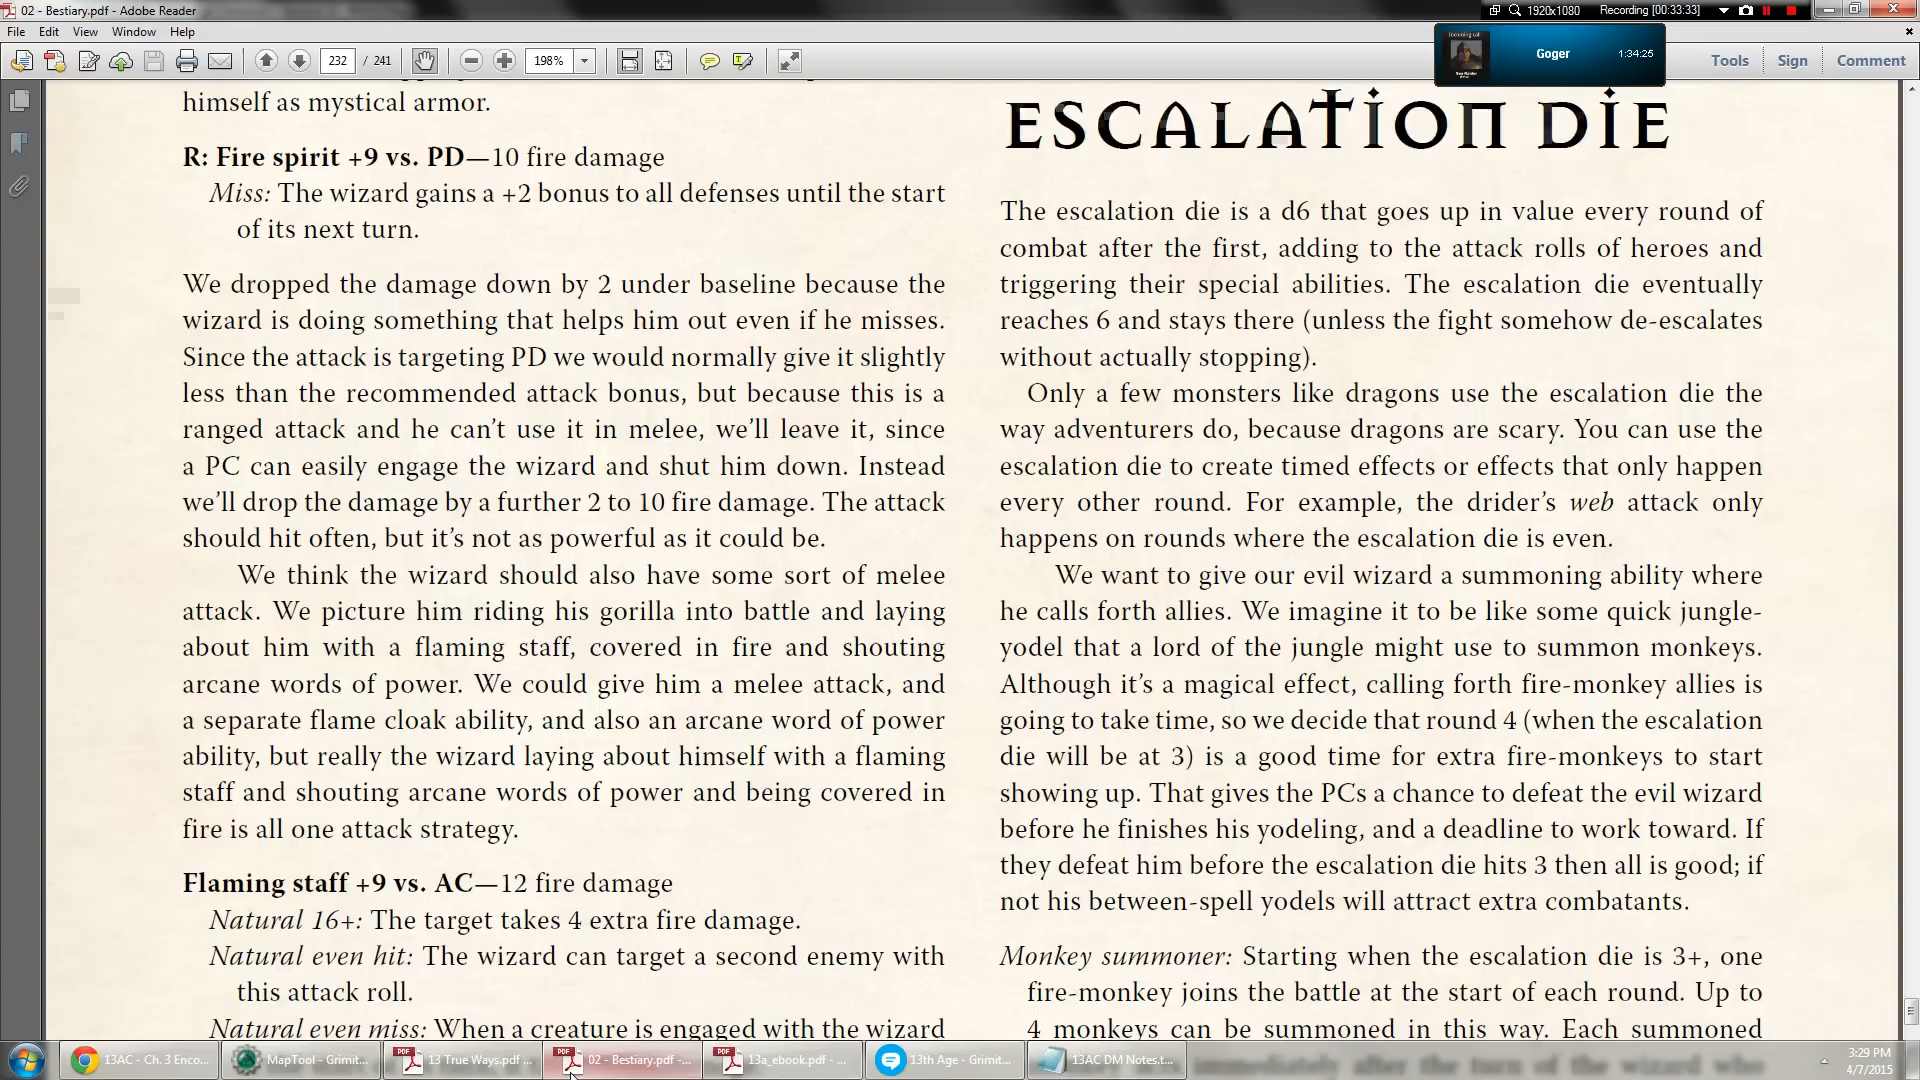 02 - Bestiary.pdf - Adobe Reader
1920x1080
Recording [00:33:33]
File Edit View Window Help
Incoming call
Goger
1:34:25
232 / 241
198%
Tools Sign Comment
himself as mystical armor.
R: Fire spirit +9 vs. PD—10 fire damage
Miss: The wizard gains a +2 bonus to all defenses until the start
of its next turn.
We dropped the damage down by 2 under baseline because the
wizard is doing something that helps him out even if he misses.
Since the attack is targeting PD we would normally give it slightly
less than the recommended attack bonus, but because this is a
ranged attack and he can't use it in melee, we'll leave it, since
a PC can easily engage the wizard and shut him down. Instead
we'll drop the damage by a further 2 to 10 fire damage. The attack
should hit often, but it's not as powerful as it could be.
We think the wizard should also have some sort of melee
attack. We picture him riding his gorilla into battle and laying
about him with a flaming staff, covered in fire and shouting
arcane words of power. We could give him a melee attack, and
a separate flame cloak ability, and also an arcane word of power
ability, but really the wizard laying about himself with a flaming
staff and shouting arcane words of power and being covered in
fire is all one attack strategy.
Flaming staff +9 vs. AC—12 fire damage
Natural 16+: The target takes 4 extra fire damage.
Natural even hit: The wizard can target a second enemy with
this attack roll.
Natural even miss: When a creature is engaged with the wizard
ESCALATION DIE
The escalation die is a d6 that goes up in value every round of
combat after the first, adding to the attack rolls of heroes and
triggering their special abilities. The escalation die eventually
reaches 6 and stays there (unless the fight somehow de-escalates
without actually stopping).
Only a few monsters like dragons use the escalation die the
way adventurers do, because dragons are scary. You can use the
escalation die to create timed effects or effects that only happen
every other round. For example, the drider's web attack only
happens on rounds where the escalation die is even.
We want to give our evil wizard a summoning ability where
he calls forth allies. We imagine it to be like some quick jungle-
yodel that a lord of the jungle might use to summon monkeys.
Although it's a magical effect, calling forth fire-monkey allies is
going to take time, so we decide that round 4 (when the escalation
die will be at 3) is a good time for extra fire-monkeys to start
showing up. That gives the PCs a chance to defeat the evil wizard
before he finishes his yodeling, and a deadline to work toward. If
they defeat him before the escalation die hits 3 then all is good; if
not his between-spell yodels will attract extra combatants.
Monkey summoner: Starting when the escalation die is 3+, one
fire-monkey joins the battle at the start of each round. Up to
4 monkeys can be summoned in this way. Each summoned
13AC - Ch. 3 Enco...
MapTool - Grimit...
13 True Ways.pdf ...
02 - Bestiary.pdf -...
13a_ebook.pdf - ...
13th Age - Grimit...
13AC DM Notes.t...
3:29 PM
4/7/2015